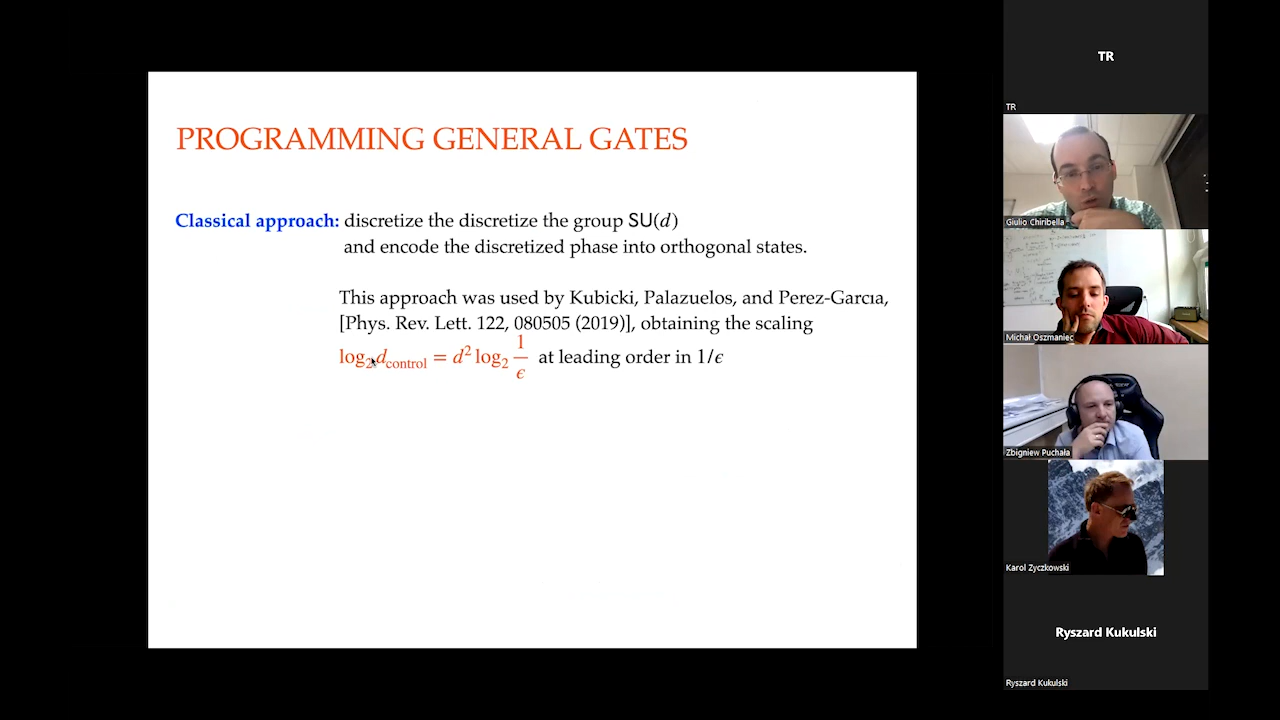 PROGRAMMING GENERAL GATES
Classical approach: discretize the discretize the group SU(d)
and encode the discretized phase into orthogonal states.
This approach was used by Kubicki, Palazuelos, and Perez-Garcıa,
[Phys. Rev. Lett. 122, 080505 (2019)], obtaining the scaling
log₂ d_control = d² log₂ 1/ϵ at leading order in 1/ϵ
TR
TR
Giulio Chiribella
Michał Oszmaniec
Zbigniew Puchała
Karol Zyczkowski
Ryszard Kukulski
Ryszard Kukulski